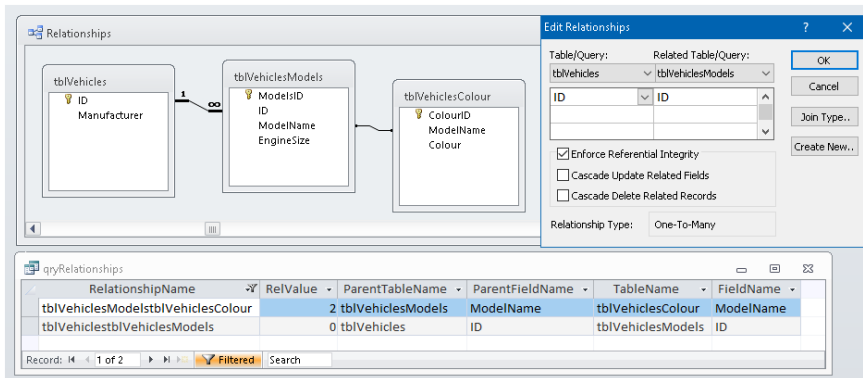 Relationships
tblVehicles
ID
Manufacturer
1
∞
tblVehiclesModels
ModelsID
ID
ModelName
EngineSize
tblVehiclesColour
ColourID
ModelName
Colour
Edit Relationships
? X
Table/Query: Related Table/Query:
tblVehicles tblVehiclesModels
ID ID
Enforce Referential Integrity
Cascade Update Related Fields
Cascade Delete Related Records
Relationship Type: One-To-Many
OK
Cancel
Join Type..
Create New..
qryRelationships
RelationshipName RelValue ParentTableName ParentFieldName TableName FieldName
tblVehiclesModelstblVehiclesColour 2 tblVehiclesModels ModelName tblVehiclesColour ModelName
tblVehiclestblVehiclesModels 0 tblVehicles ID tblVehiclesModels ID
Record: 1 of 2 Filtered Search